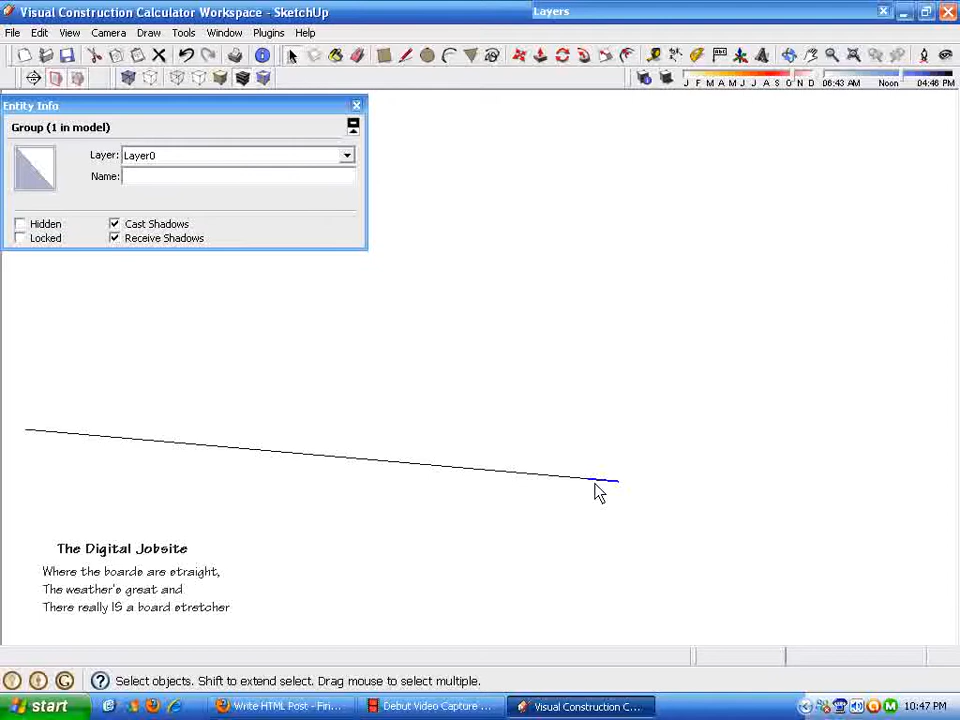 Visual Construction Calculator Workspace - SketchUp
Layers
File Edit View Camera Draw Tools Window Plugins Help
J F M A M J J A S O N D 06:43 AM Noon 04:46 PM
Entity Info
Group (1 in model)
Layer: Layer0
Name:
Hidden Cast Shadows
Locked Receive Shadows
The Digital Jobsite
Where the boards are straight,
The weather's great and
There really IS a board stretcher
Select objects. Shift to extend select. Drag mouse to select multiple.
start Write HTML Post - Firi... Debut Video Capture ... Visual Construction C... 10:47 PM